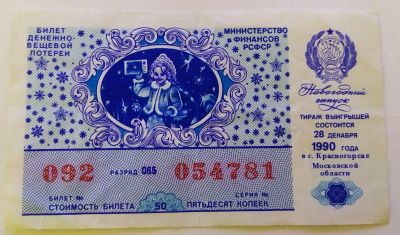 БИЛЕТ
ДЕНЕЖНО-
ВЕЩЕВОЙ
ЛОТЕРЕИ
МИНИСТЕРСТВО
ФИНАНСОВ
РСФСР
Новогодний
выпуск
ТИРАЖ ВЫИГРЫШЕЙ
СОСТОИТСЯ
28 ДЕКАБРЯ
1990 ГОДА
в г. Красногорске
Московской
области
092 РАЗРЯД 065 054781
БИЛЕТ № СЕРИЯ №
СТОИМОСТЬ БИЛЕТА 50 ПЯТЬДЕСЯТ КОПЕЕК